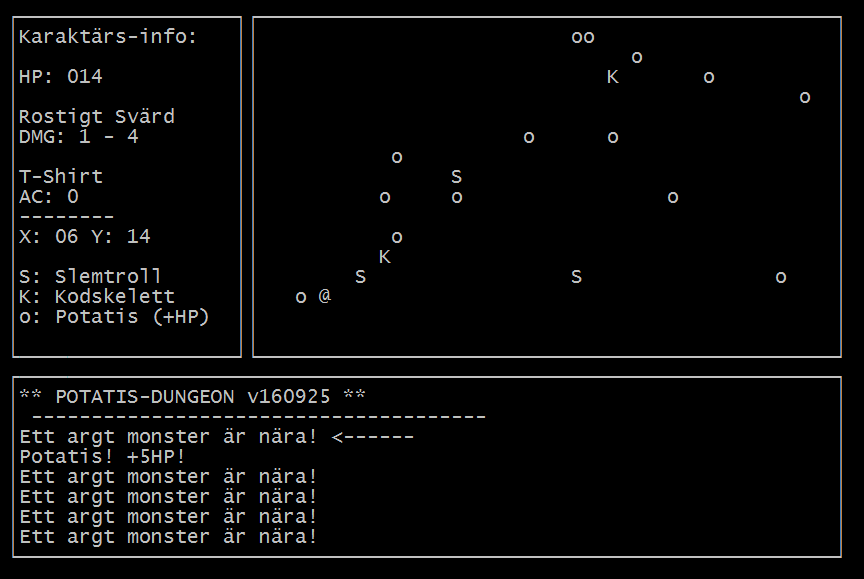 Karaktärs-info:
HP: 014
Rostigt Svärd
DMG: 1 - 4
T-Shirt
AC: 0
--------
X: 06 Y: 14
S: Slemtroll
K: Kodskelett
o: Potatis (+HP)
oo
o
K o
o
o o
o
S
o o o
o
K
S S o
o @
** POTATIS-DUNGEON v160925 **
--------------------------------------
Ett argt monster är nära! <------
Potatis! +5HP!
Ett argt monster är nära!
Ett argt monster är nära!
Ett argt monster är nära!
Ett argt monster är nära!